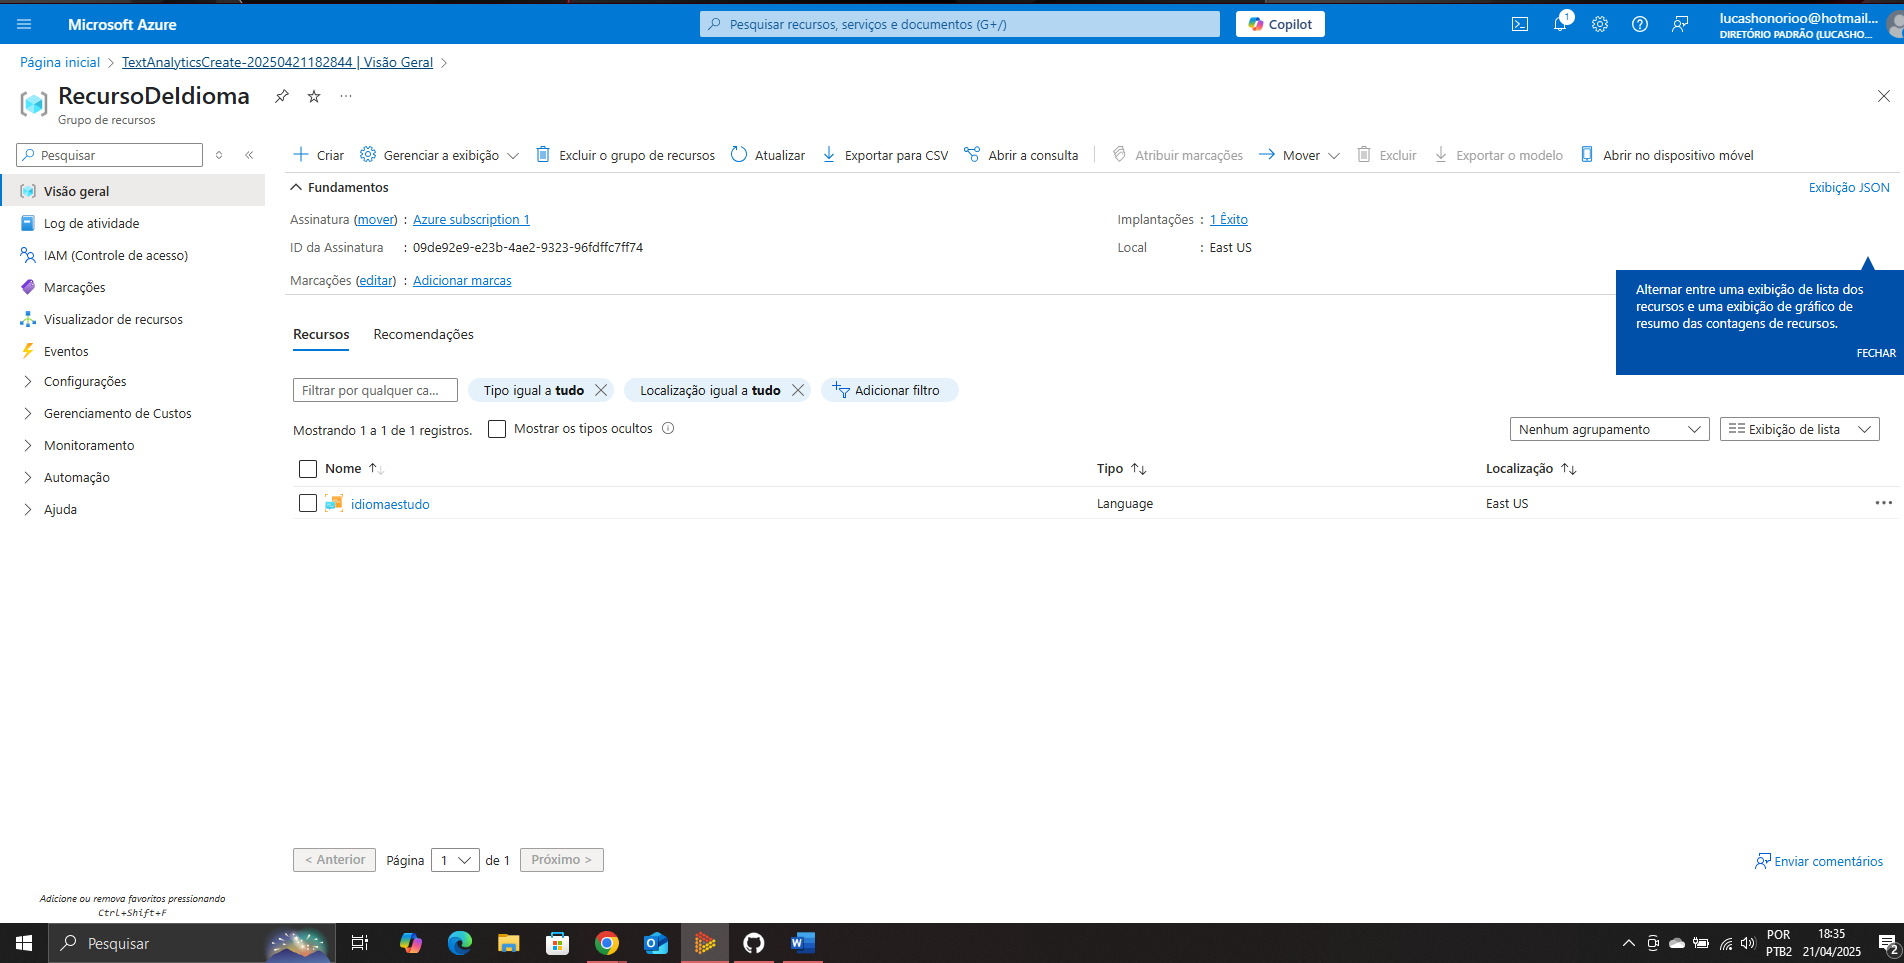 Microsoft Azure
Pesquisar recursos, serviços e documentos (G+/)
Copilot
1
lucashonorioo@hotmail...
DIRETÓRIO PADRÃO (LUCASHO...
Página inicial > TextAnalyticsCreate-20250421182844 | Visão Geral >
RecursoDeIdioma
Grupo de recursos
Pesquisar
Criar
Gerenciar a exibição
Excluir o grupo de recursos
Atualizar
Exportar para CSV
Abrir a consulta
Atribuir marcações
Mover
Excluir
Exportar o modelo
Abrir no dispositivo móvel
Visão geral
Log de atividade
IAM (Controle de acesso)
Marcações
Visualizador de recursos
Eventos
Configurações
Gerenciamento de Custos
Monitoramento
Automação
Ajuda
Fundamentos
Exibição JSON
Assinatura (mover) : Azure subscription 1
ID da Assinatura : 09de92e9-e23b-4ae2-9323-96fdffc7ff74
Marcações (editar) : Adicionar marcas
Implantações : 1 Êxito
Local : East US
Alternar entre uma exibição de lista dos
recursos e uma exibição de gráfico de
resumo das contagens de recursos.
FECHAR
Recursos
Recomendações
Filtrar por qualquer ca...
Tipo igual a tudo
Localização igual a tudo
Adicionar filtro
Mostrando 1 a 1 de 1 registros.
Mostrar os tipos ocultos
Nenhum agrupamento
Exibição de lista
Nome
Tipo
Localização
idiomaestudo
Language
East US
< Anterior
Página
1
de 1
Próximo >
Enviar comentários
Adicione ou remova favoritos pressionando
Ctrl+Shift+F
Pesquisar
POR
PTB2
18:35
21/04/2025
2